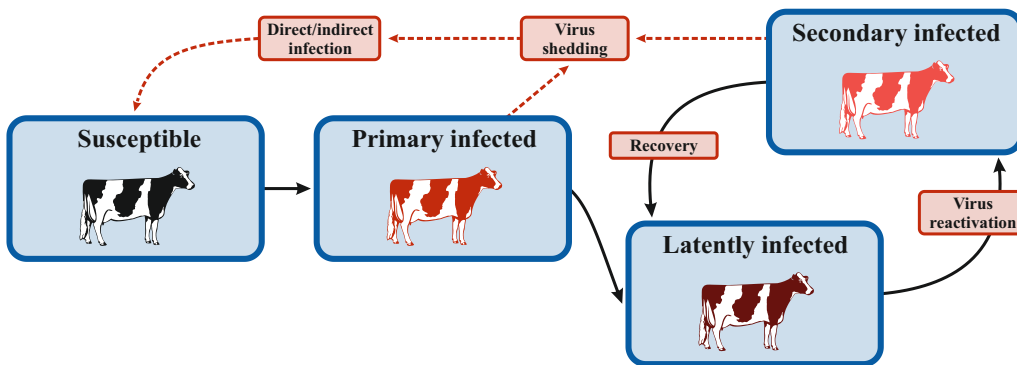 Direct/indirect
infection
Virus
shedding
Secondary infected
Susceptible
Primary infected
Recovery
Latently infected
Virus
reactivation